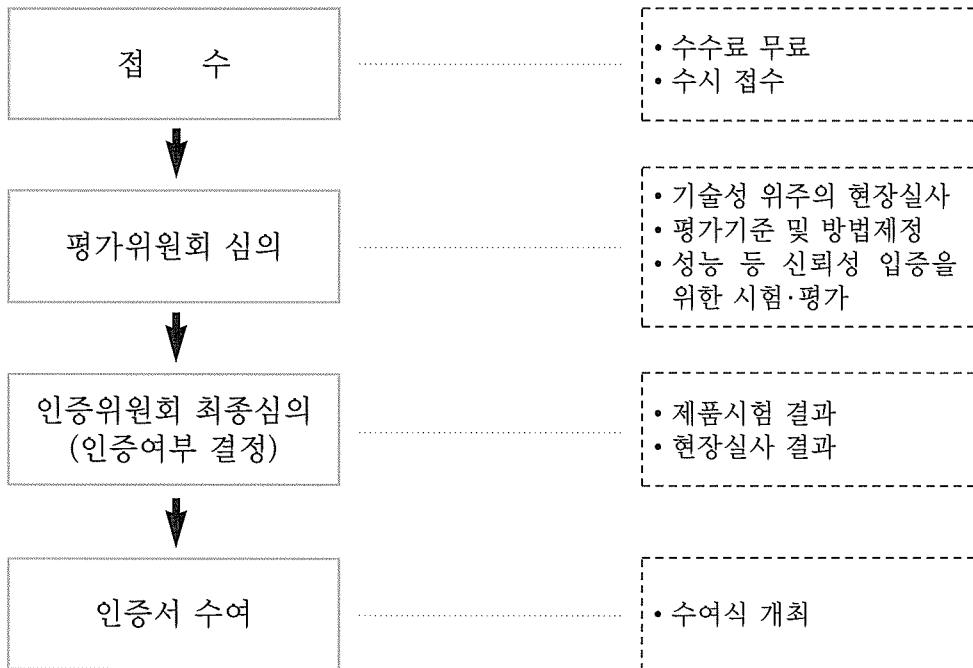 접 수
• 수수료 무료
• 수시 접수
평가위원회 심의
• 기술성 위주의 현장실사
• 평가기준 및 방법제정
• 성능 등 신뢰성 입증을
위한 시험·평가
인증위원회 최종심의
(인증여부 결정)
• 제품시험 결과
• 현장실사 결과
인증서 수여
• 수여식 개최